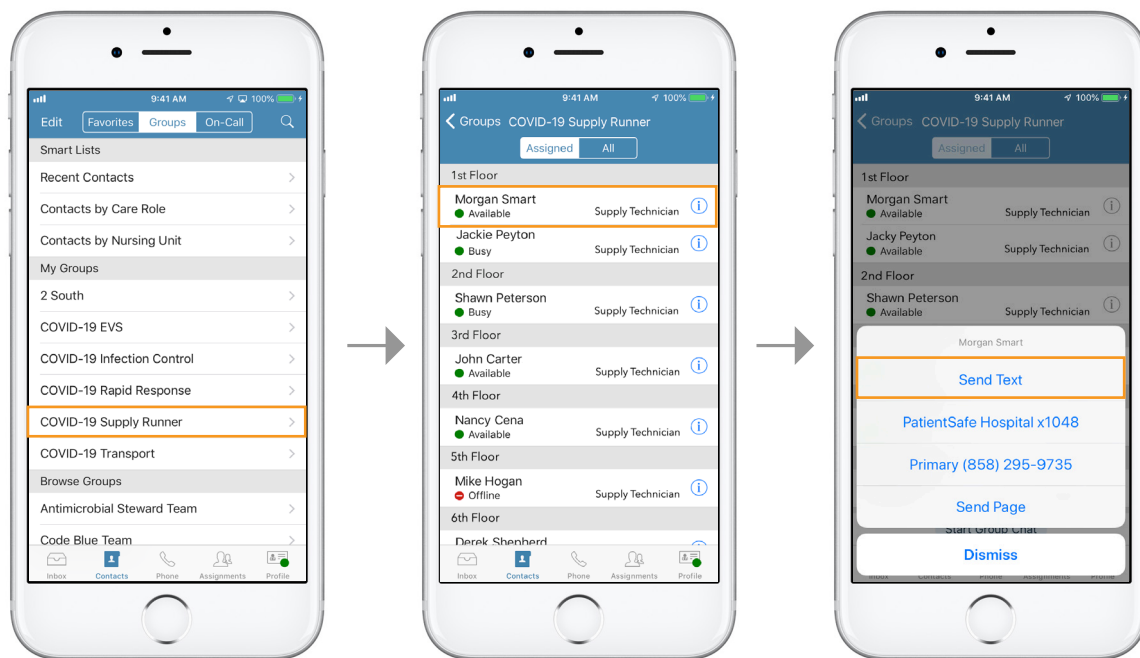 9:41 AM 100%
Edit Favorites Groups On-Call
Smart Lists
Recent Contacts
Contacts by Care Role
Contacts by Nursing Unit
My Groups
2 South
COVID-19 EVS
COVID-19 Infection Control
COVID-19 Rapid Response
COVID-19 Supply Runner
COVID-19 Transport
Browse Groups
Antimicrobial Steward Team
Code Blue Team
Inbox Contacts Phone Assignments Profile
9:41 AM 100%
Groups COVID-19 Supply Runner
Assigned All
1st Floor
Morgan Smart
Available Supply Technician
Jackie Peyton
Busy Supply Technician
2nd Floor
Shawn Peterson
Busy Supply Technician
3rd Floor
John Carter
Available Supply Technician
4th Floor
Nancy Cena
Available Supply Technician
5th Floor
Mike Hogan
Offline Supply Technician
6th Floor
Derek Shepherd
Inbox Contacts Phone Assignments Profile
9:41 AM 100%
Groups COVID-19 Supply Runner
Assigned All
1st Floor
Morgan Smart
Available Supply Technician
Jacky Peyton
Available Supply Technician
2nd Floor
Shawn Peterson
Available Supply Technician
Morgan Smart
Send Text
PatientSafe Hospital x1048
Primary (858) 295-9735
Send Page
Start Group Chat
Dismiss
Inbox Contacts Phone Assignments Profile